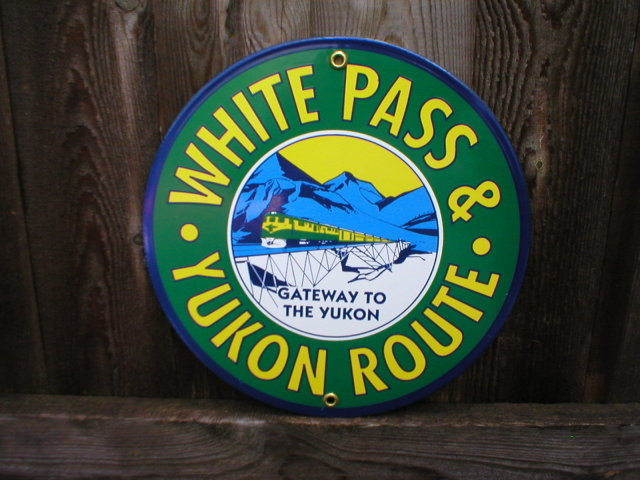 WHITE PASS &
YUKON ROUTE
GATEWAY TO
THE YUKON